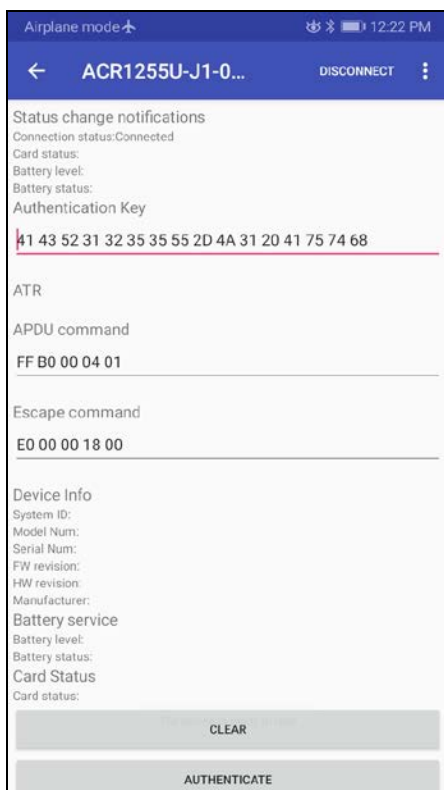 Airplane mode 12:22 PM
ACR1255U-J1-0... DISCONNECT
Status change notifications
Connection status:Connected
Card status:
Battery level:
Battery status:
Authentication Key
41 43 52 31 32 35 35 55 2D 4A 31 20 41 75 74 68
ATR
APDU command
FF B0 00 04 01
Escape command
E0 00 00 18 00
Device Info
System ID:
Model Num:
Serial Num:
FW revision:
HW revision:
Manufacturer:
Battery service
Battery level:
Battery status:
Card Status
Card status:
CLEAR
AUTHENTICATE